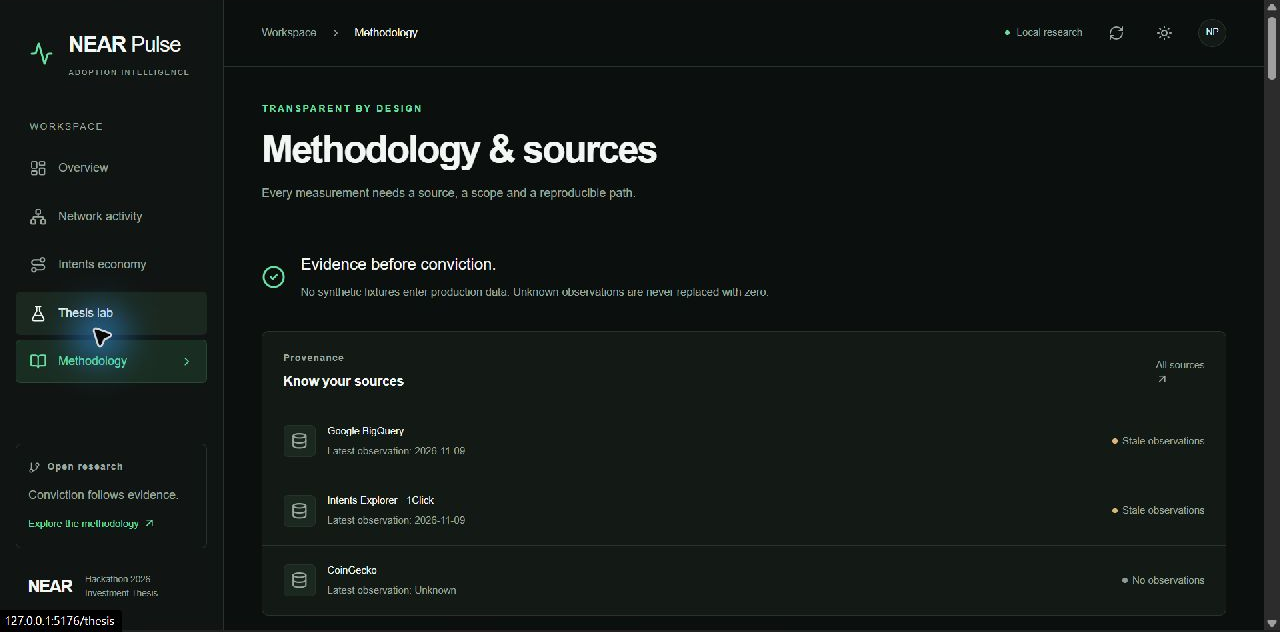 NEAR Pulse
ADOPTION INTELLIGENCE
WORKSPACE
Overview
Network activity
Intents economy
Thesis lab
Methodology
Open research
Conviction follows evidence.
Explore the methodology
NEAR
Hackathon 2026
Investment Thesis
127.0.0.1:5176/thesis
Workspace > Methodology
Local research
NP
TRANSPARENT BY DESIGN
Methodology & sources
Every measurement needs a source, a scope and a reproducible path.
Evidence before conviction.
No synthetic fixtures enter production data. Unknown observations are never replaced with zero.
Provenance
Know your sources
All sources
Google BigQuery
Latest observation: 2026-11-09
Stale observations
Intents Explorer 1Click
Latest observation: 2026-11-09
Stale observations
CoinGecko
Latest observation: Unknown
No observations